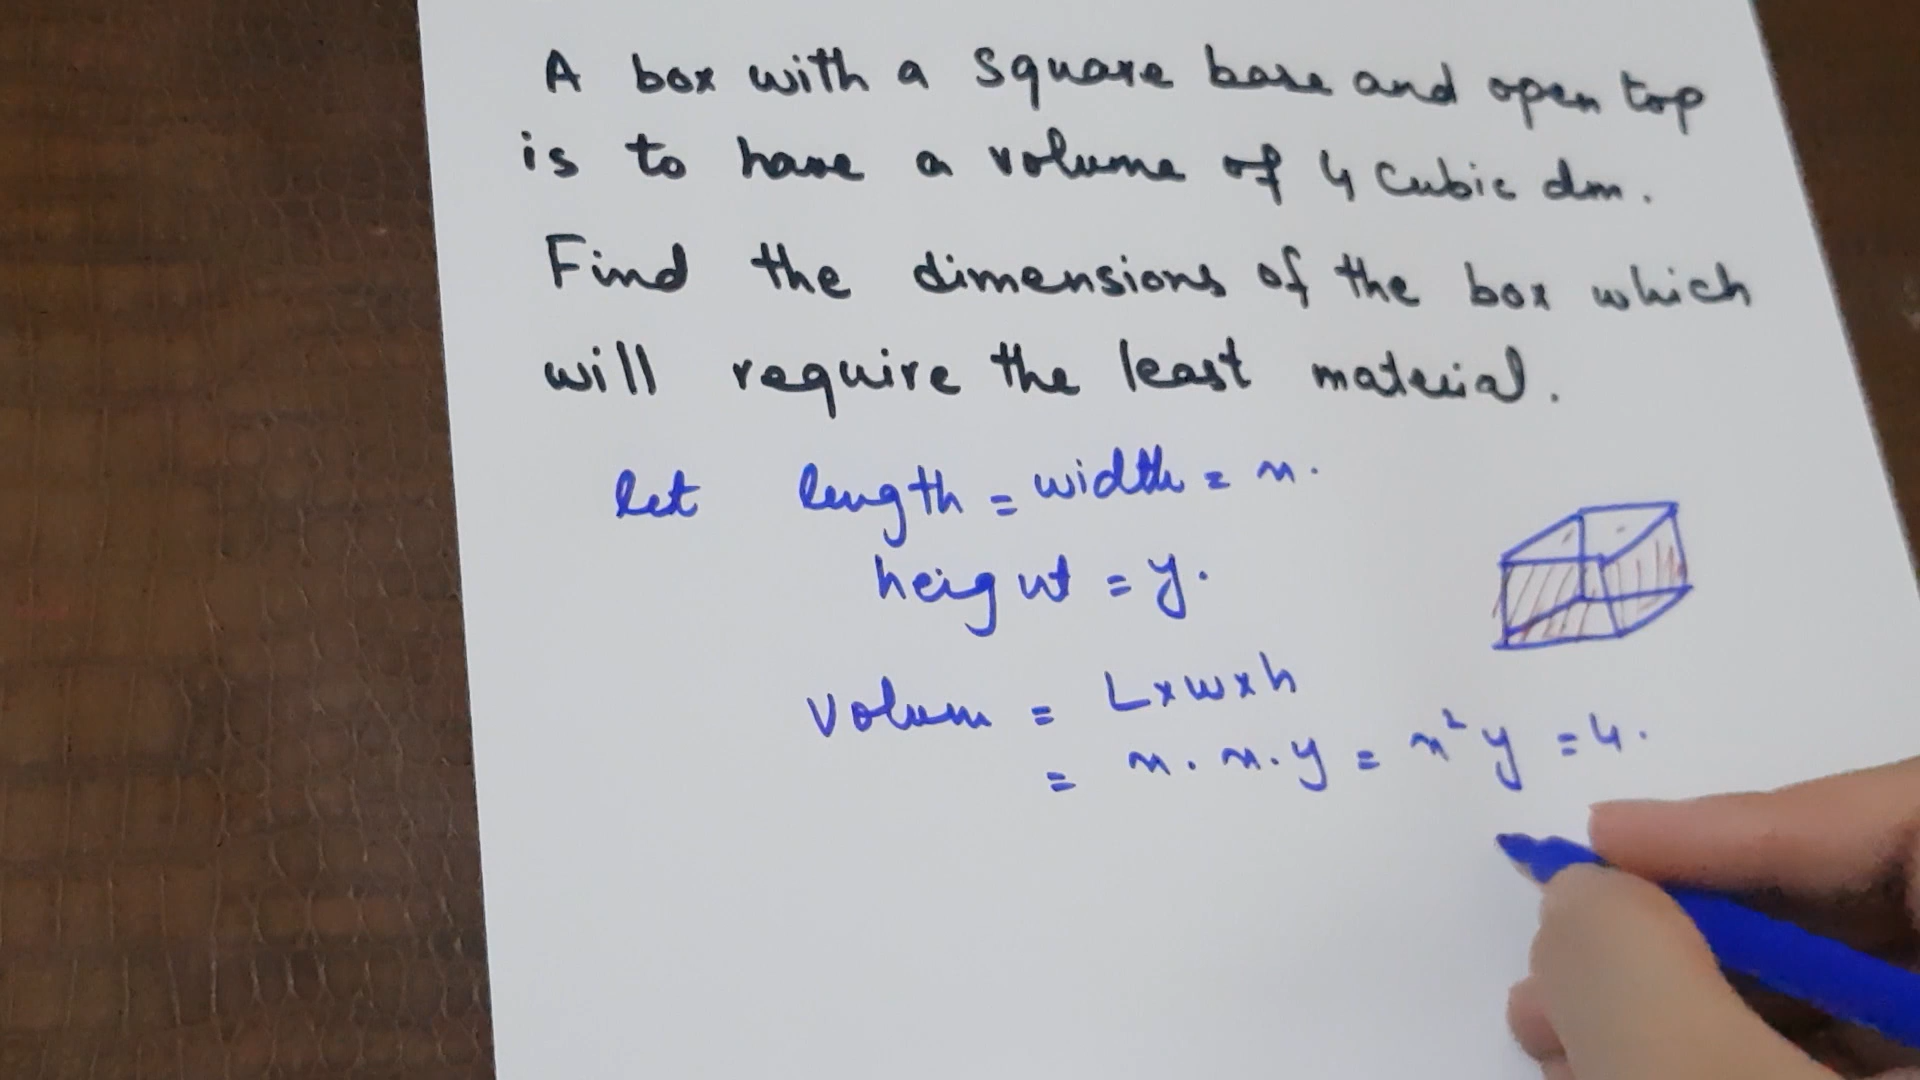 A box with a square base and open top
is to have a volume of 4 cubic dm.
Find the dimensions of the box which
will require the least material.
let length = width = x.
height = y.
Volum = L×w×h
= x . x . y = x² y = 4.